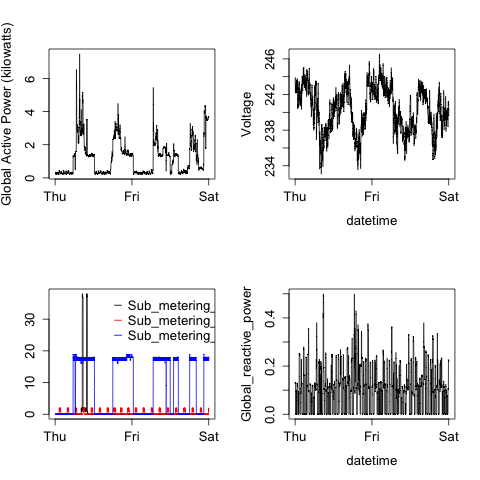 Global Active Power (kilowatts)
0 2 4 6
Thu Fri Sat
Voltage
234 238 242 246
Thu Fri Sat
datetime
0 10 20 30
Thu Fri Sat
Sub_metering_
Sub_metering_
Sub_metering_
Global_reactive_power
0.0 0.2 0.4
Thu Fri Sat
datetime